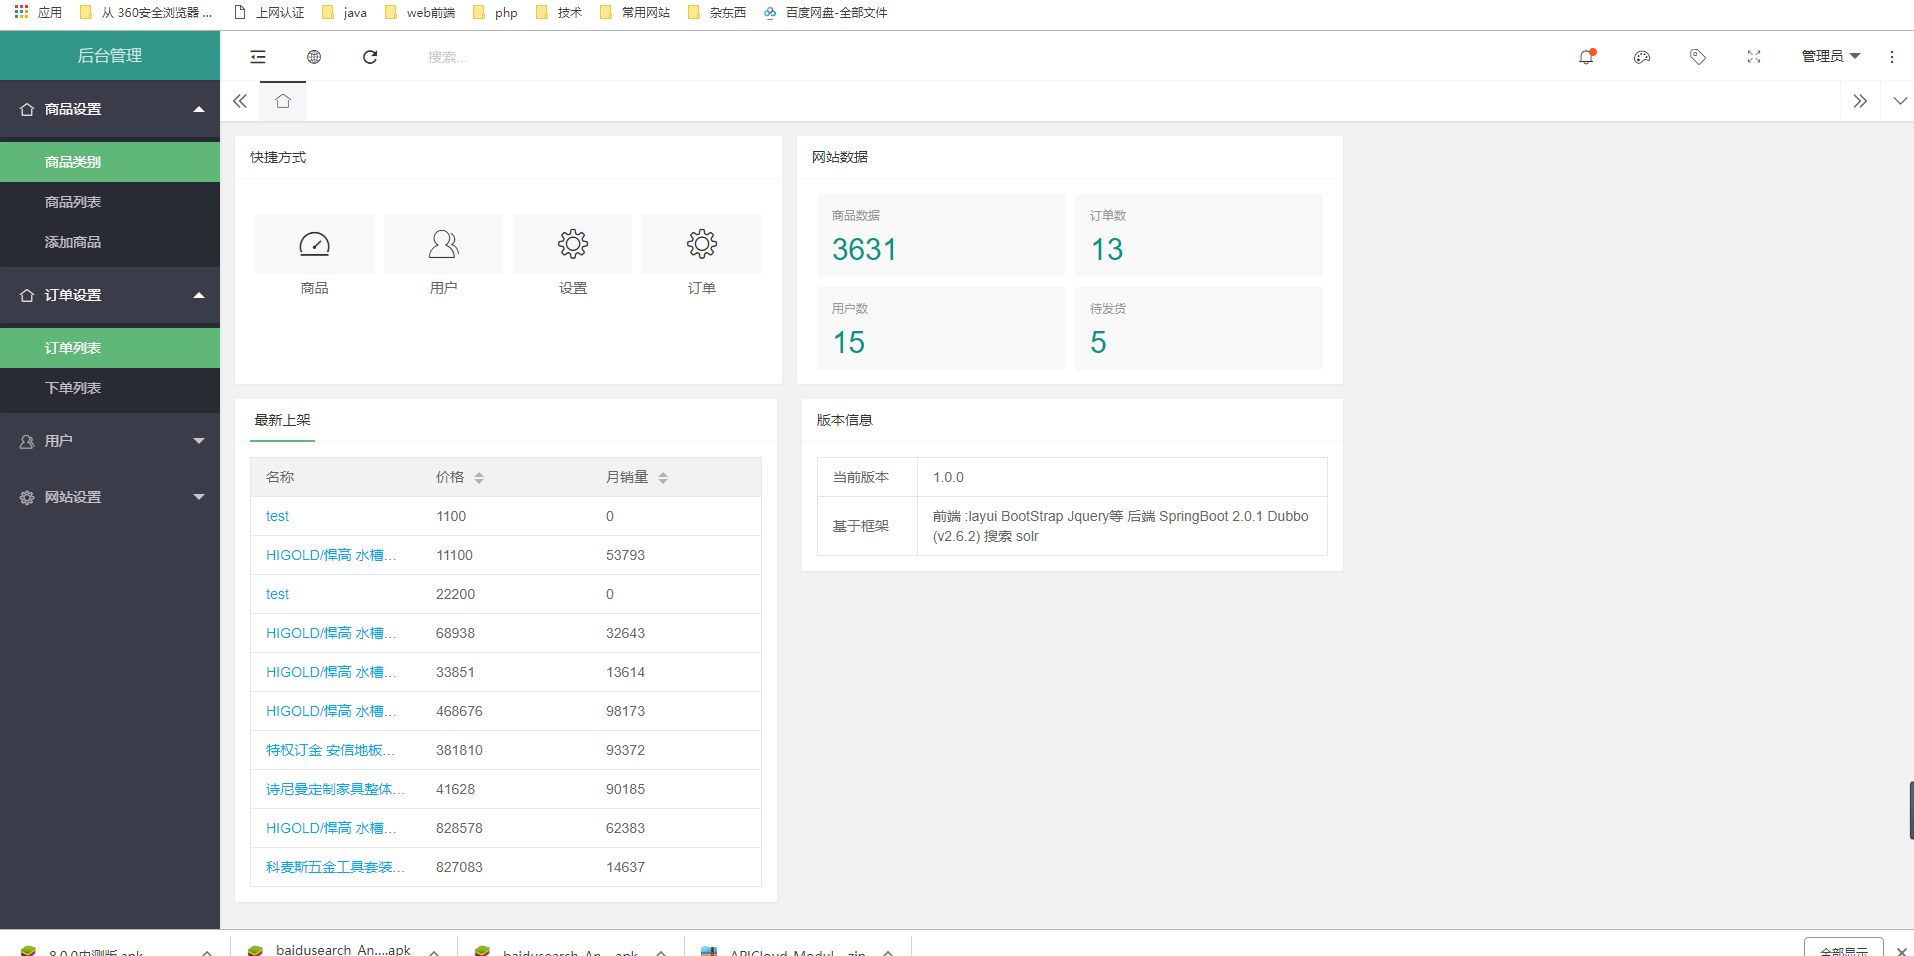 应用 从 360安全浏览器 ... 上网认证 java web前端 php 技术 常用网站 杂东西 百度网盘-全部文件
后台管理
搜索...
管理员
商品设置
商品类别
商品列表
添加商品
订单设置
订单列表
下单列表
用户
网站设置
快捷方式
商品 用户 设置 订单
网站数据
商品数据
3631
订单数
13
用户数
15
待发货
5
最新上架
名称 价格 月销量
test 1100 0
HIGOLD/悍高 水槽... 11100 53793
test 22200 0
HIGOLD/悍高 水槽... 68938 32643
HIGOLD/悍高 水槽... 33851 13614
HIGOLD/悍高 水槽... 468676 98173
特权订金 安信地板... 381810 93372
诗尼曼定制家具整体... 41628 90185
HIGOLD/悍高 水槽... 828578 62383
科麦斯五金工具套装... 827083 14637
版本信息
当前版本 1.0.0
基于框架 前端 :layui BootStrap Jquery等 后端 SpringBoot 2.0.1 Dubbo
(v2.6.2) 搜索 solr
8.0.0内测版.apk baidusearch_An....apk baidusearch_An....apk APICloud_Modul....zip 全部显示